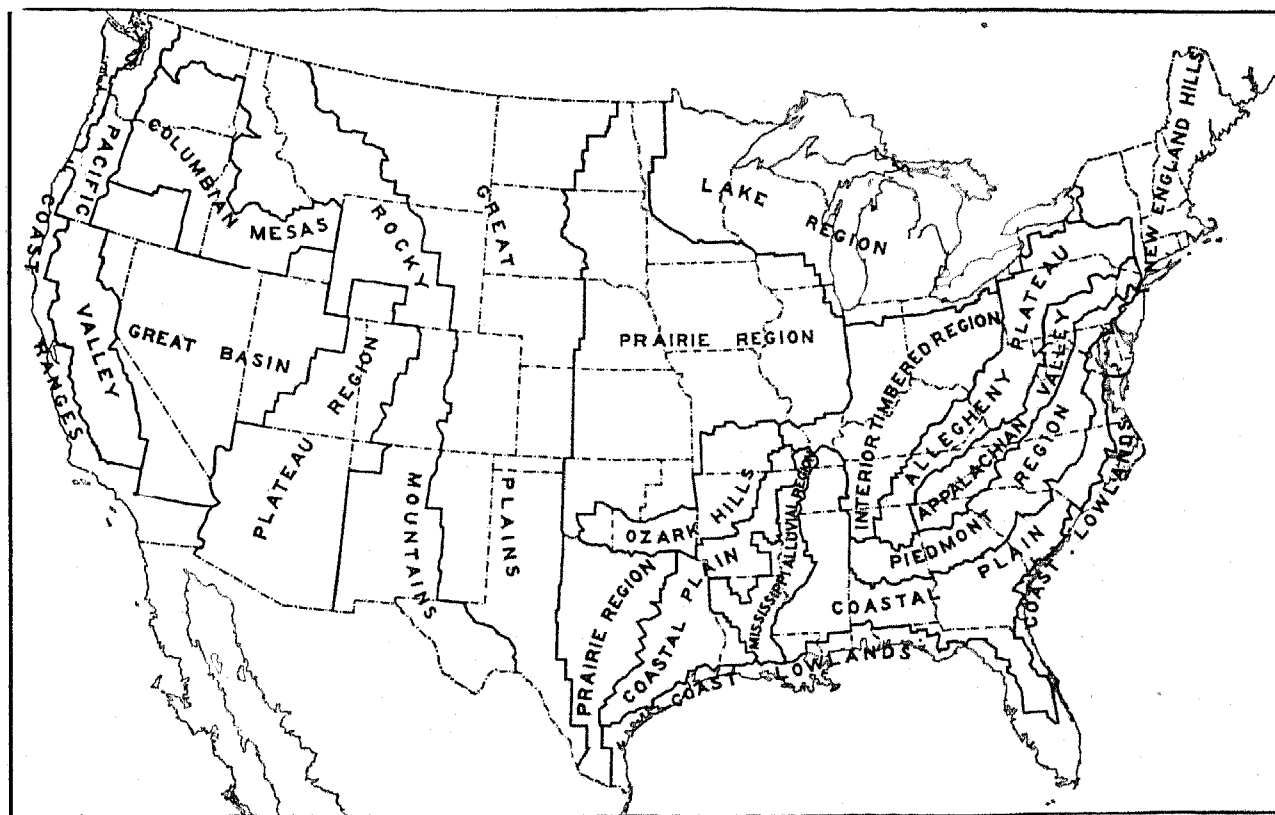 PACIFIC
COLUMBIAN
MESAS
COAST
RANGES
VALLEY
GREAT BASIN
PLATEAU
REGION
ROCKY
MOUNTAINS
GREAT
PLAINS
PRAIRIE REGION
LAKE
REGION
NEW ENGLAND HILLS
INTERIOR TIMBERED REGION
ALLEGHENY
PLATEAU
APPALACHIAN
VALLEY
PIEDMONT
REGION
OZARK
HILLS
MISSISSIPPI ALLUVIAL REGION
PRAIRIE REGION
COASTAL
PLAIN
COASTAL
PLAIN
COAST
LOWLANDS
COAST
LOWLANDS